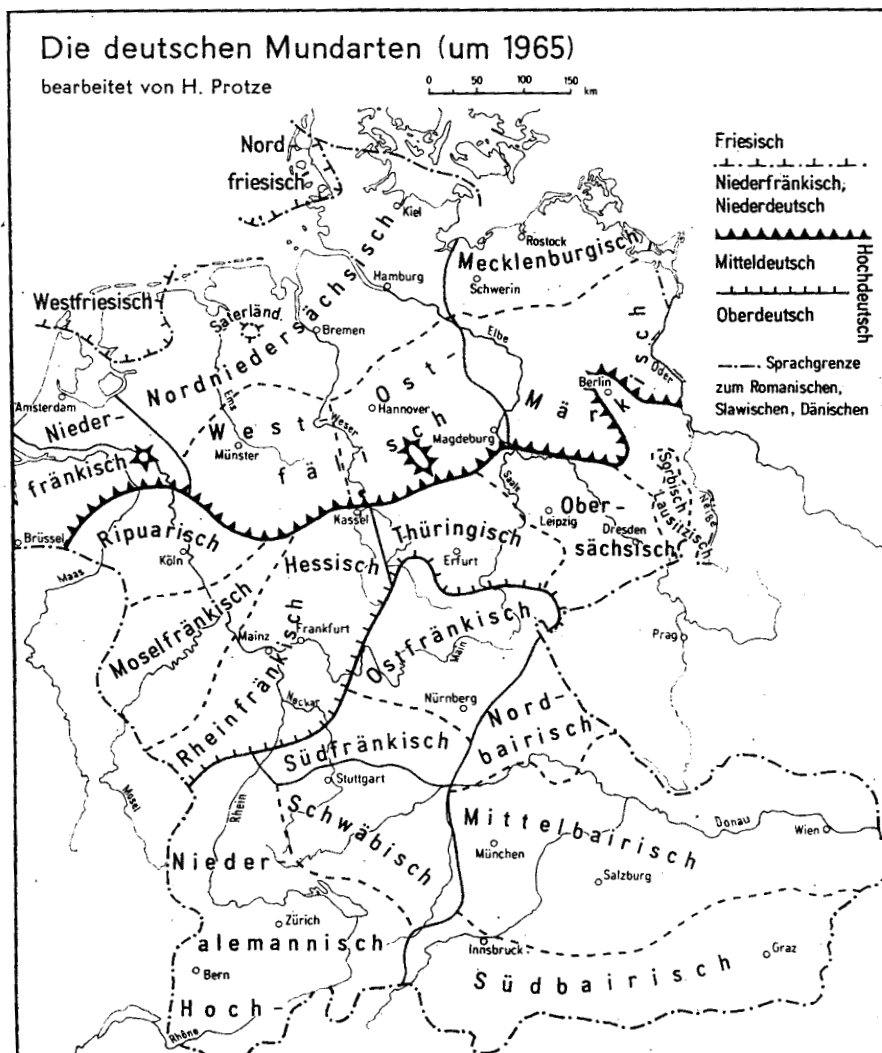 Die deutschen Mundarten (um 1965)
bearbeitet von H. Protze
0 50 100 150
km
Friesisch
Niederfränkisch,
Niederdeutsch
Mitteldeutsch
Oberdeutsch
Hochdeutsch
Sprachgrenze
zum Romanischen,
Slawischen, Dänischen
Nord
friesisch
Kiel
Rostock
Mecklenburgisch
Schwerin
Hamburg
Westfriesisch
Saterländ.
Bremen
Nordniedersächsisch
Elbe
Oder
Berlin
Märkisch
Amsterdam
Nieder-
fränkisch
Ems
Weser
Hannover
Ost-
West
fälisch
Münster
Magdeburg
Saale
Sorbisch
Lausitzisch
Neiße
Ober-
sächsisch
Leipzig
Dresden
Kassel
Thüringisch
Erfurt
Hessisch
Brüssel
Ripuarisch
Köln
Maas
Moselfränkisch
Mainz
Frankfurt
Rheinfränkisch
Ostfränkisch
Main
Prag
Neckar
Nürnberg
Nord-
bairisch
Südfränkisch
Stuttgart
Mosel
Rhein
Schwäbisch
Mittelbairisch
Donau
Wien
München
Salzburg
Nieder-
alemannisch
Hoch-
Zürich
Bern
Innsbruck
Südbairisch
Graz
Rhône